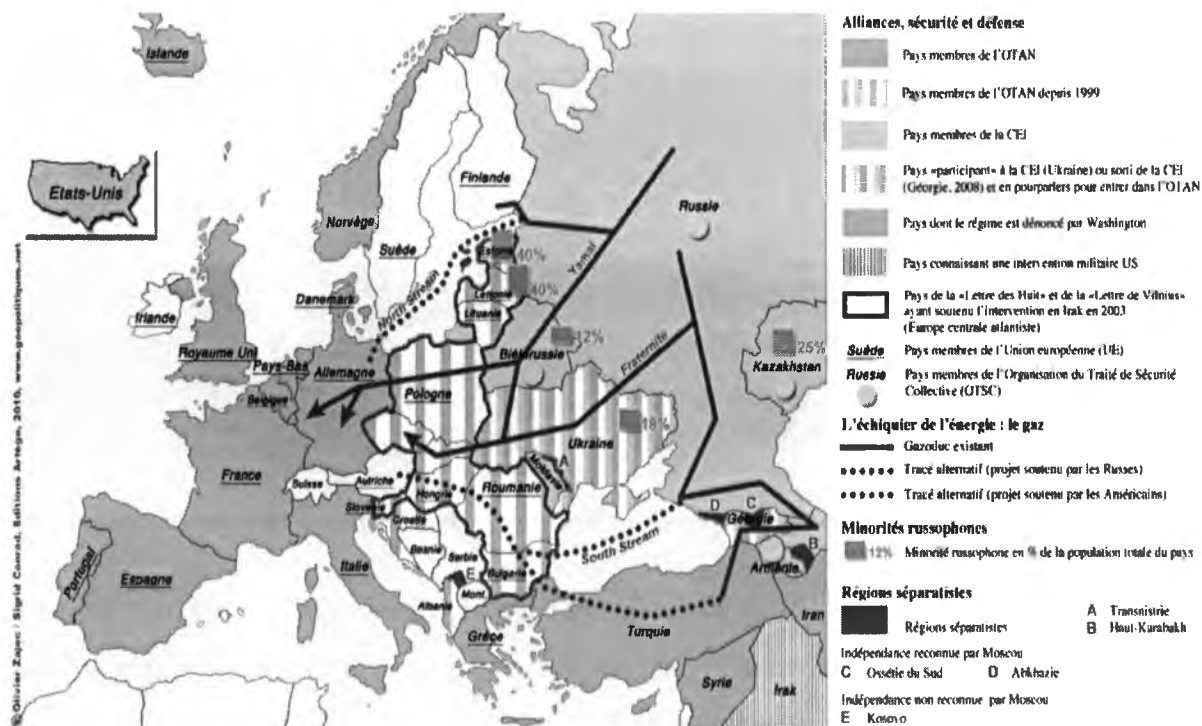 © Olivier Zajec / Sigrid Conrad, Editions Artège, 2010, www.geopolitiques.net
Islande
Etats-Unis
Finlande
Norvège
Suède
Russie
Estonie
40%
Yamal
Lettonie
40%
Danemark
North Stream
Lituanie
Irlande
12%
Biélorussie
25%
Royaume Uni
Pays-Bas
Allemagne
Fraternité
Kazakhstan
Belgique
Pologne
18%
Ukraine
France
A
Moldavie
Suisse
Autriche
Hongrie
Roumanie
Slovénie
Croatie
D
C
Géorgie
Bosnie
Serbie
South Stream
B
Portugal
Espagne
Italie
E
Bulgarie
Arménie
Mont.
Albanie
Iran
Grèce
Turquie
Syrie
Irak
Alliances, sécurité et défense
Pays membres de l'OTAN
Pays membres de l'OTAN depuis 1999
Pays membres de la CEI
Pays «participant» à la CEI (Ukraine) ou sorti de la CEI
(Géorgie, 2008) et en pourparlers pour entrer dans l'OTAN
Pays dont le régime est dénoncé par Washington
Pays connaissant une intervention militaire US
Pays de la «Lettre des Huit» et de la «Lettre de Vilnius»
ayant soutenu l'intervention en Irak en 2003
(Europe centrale atlantiste)
Suède Pays membres de l'Union européenne (UE)
Russie Pays membres de l'Organisation du Traité de Sécurité
Collective (OTSC)
L'échiquier de l'énergie : le gaz
Gazoduc existant
Tracé alternatif (projet soutenu par les Russes)
Tracé alternatif (projet soutenu par les Américains)
Minorités russophones
12% Minorité russophone en % de la population totale du pays
Régions séparatistes
Régions séparatistes
A Transnistrie
B Haut-Karabakh
Indépendance reconnue par Moscou
C Ossétie du Sud D Abkhazie
Indépendance non reconnue par Moscou
E Kosovo